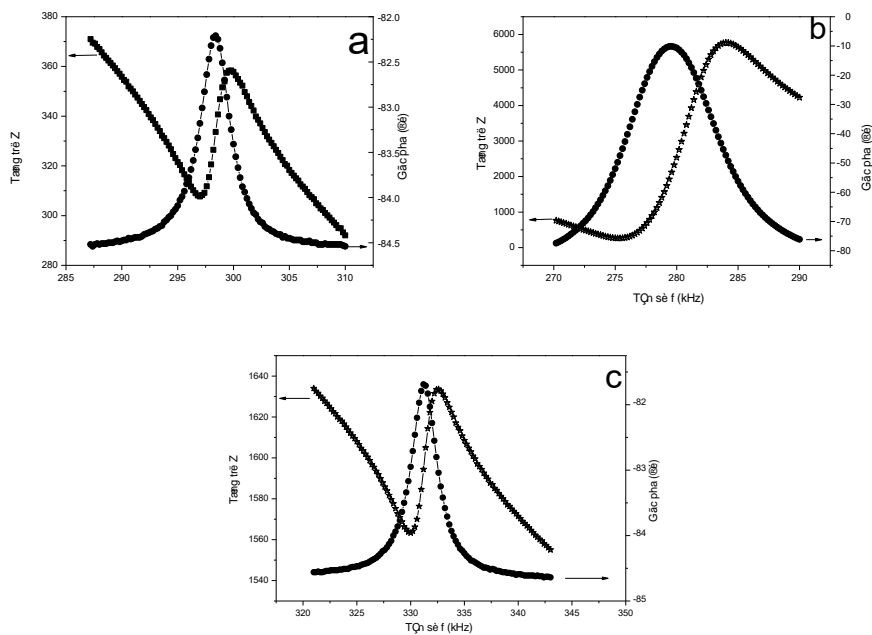 a
Tæng trë Z
380
360
340
320
300
280
-82.0
-82.5
-83.0
-83.5
-84.0
-84.5
Gãc pha (®é)
285 290 295 300 305 310
b
Tæng trë Z
6000
5000
4000
3000
2000
1000
0
0
-10
-20
-30
-40
-50
-60
-70
-80
Gãc pha (®é)
270 275 280 285 290
TÇn sè f (kHz)
c
Tæng trë Z
1640
1620
1600
1580
1560
1540
-82
-83
-84
-85
Gãc pha (®é)
320 325 330 335 340 345 350
TÇn sè f (kHz)